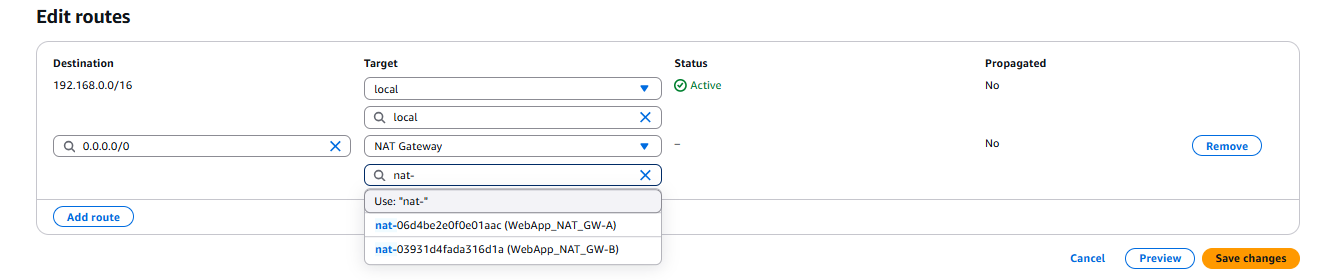 Edit routes
Destination Target Status Propagated
192.168.0.0/16 local Active No
local
0.0.0.0/0 NAT Gateway – No Remove
nat-
Use: "nat-"
Add route
nat-06d4be2e0f0e01aac (WebApp_NAT_GW-A)
nat-03931d4fada316d1a (WebApp_NAT_GW-B)
Cancel Preview Save changes